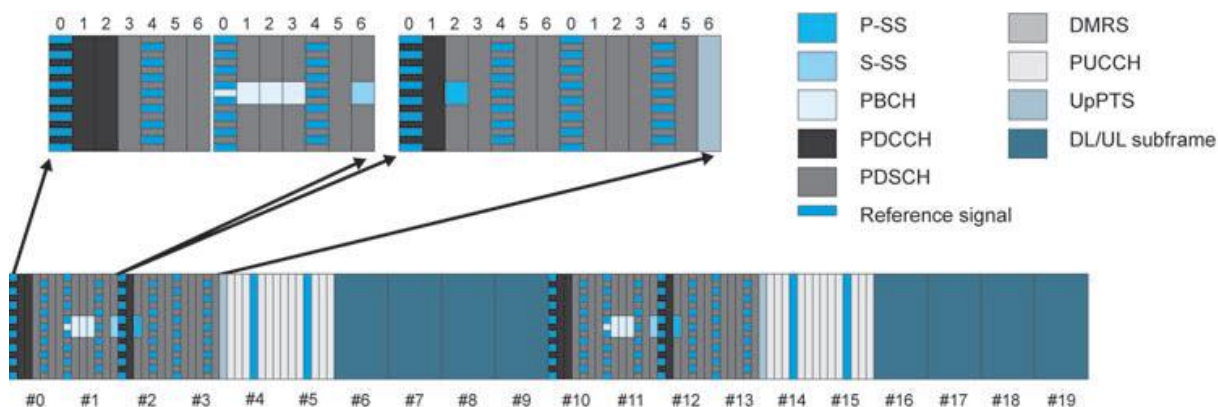 0 1 2 3 4 5 6 0 1 2 3 4 5 6 0 1 2 3 4 5 6 0 1 2 3 4 5 6
P-SS
S-SS
PBCH
PDCCH
PDSCH
Reference signal
DMRS
PUCCH
UpPTS
DL/UL subframe
#0 #1 #2 #3 #4 #5 #6 #7 #8 #9 #10 #11 #12 #13 #14 #15 #16 #17 #18 #19